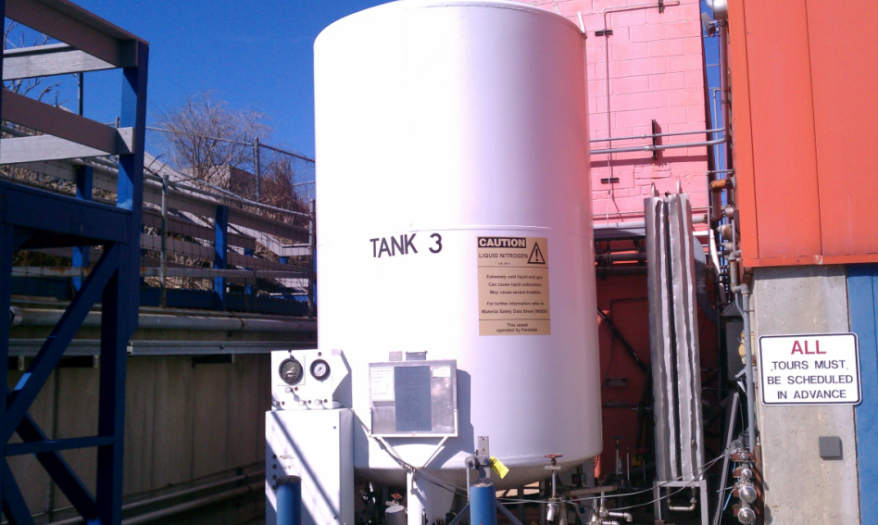 TANK 3
CAUTION
LIQUID NITROGEN
Extremely cold liquid and gas
Can cause rapid suffocation
May cause severe frostbite
For further information refer to
Material Safety Data Sheet (MSDS)
This vessel
operated by
ALL
TOURS MUST
BE SCHEDULED
IN ADVANCE